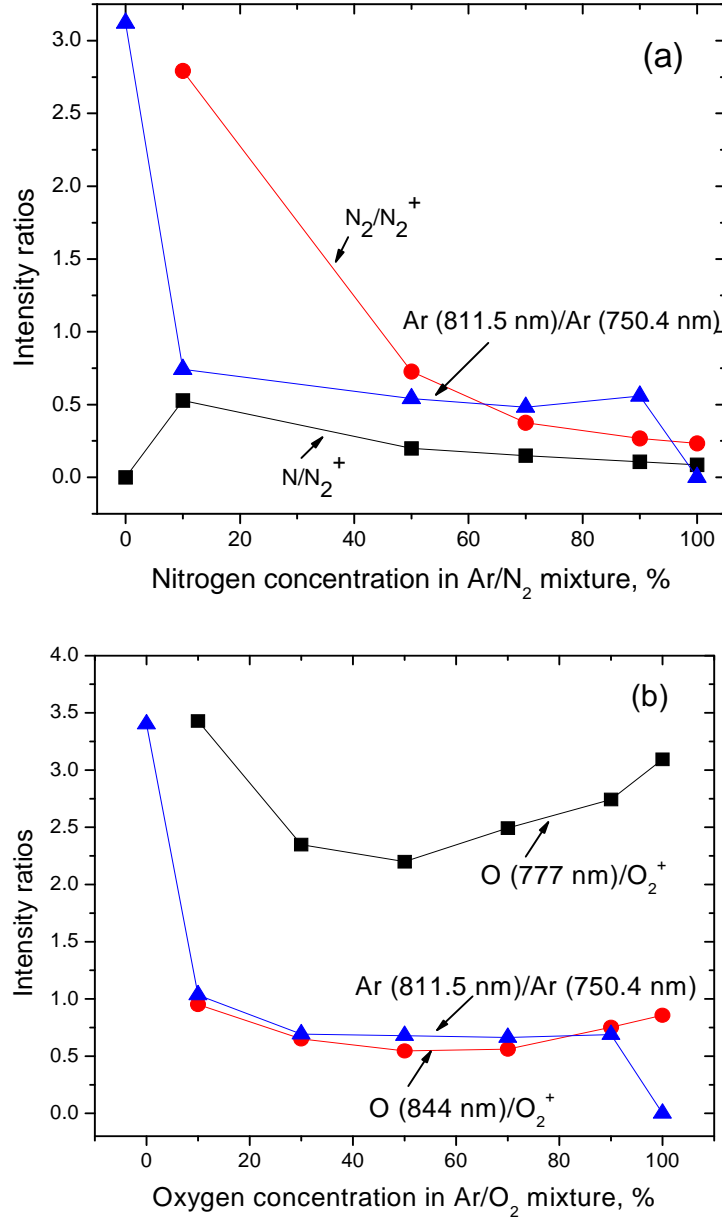 (a)
3.0
2.5
2.0
1.5
1.0
0.5
0.0
Intensity ratios
N2/N2+
Ar (811.5 nm)/Ar (750.4 nm)
N/N2+
0 20 40 60 80 100
Nitrogen concentration in Ar/N2 mixture, %
(b)
4.0
3.5
3.0
2.5
2.0
1.5
1.0
0.5
0.0
Intensity ratios
O (777 nm)/O2+
Ar (811.5 nm)/Ar (750.4 nm)
O (844 nm)/O2+
0 20 40 60 80 100
Oxygen concentration in Ar/O2 mixture, %